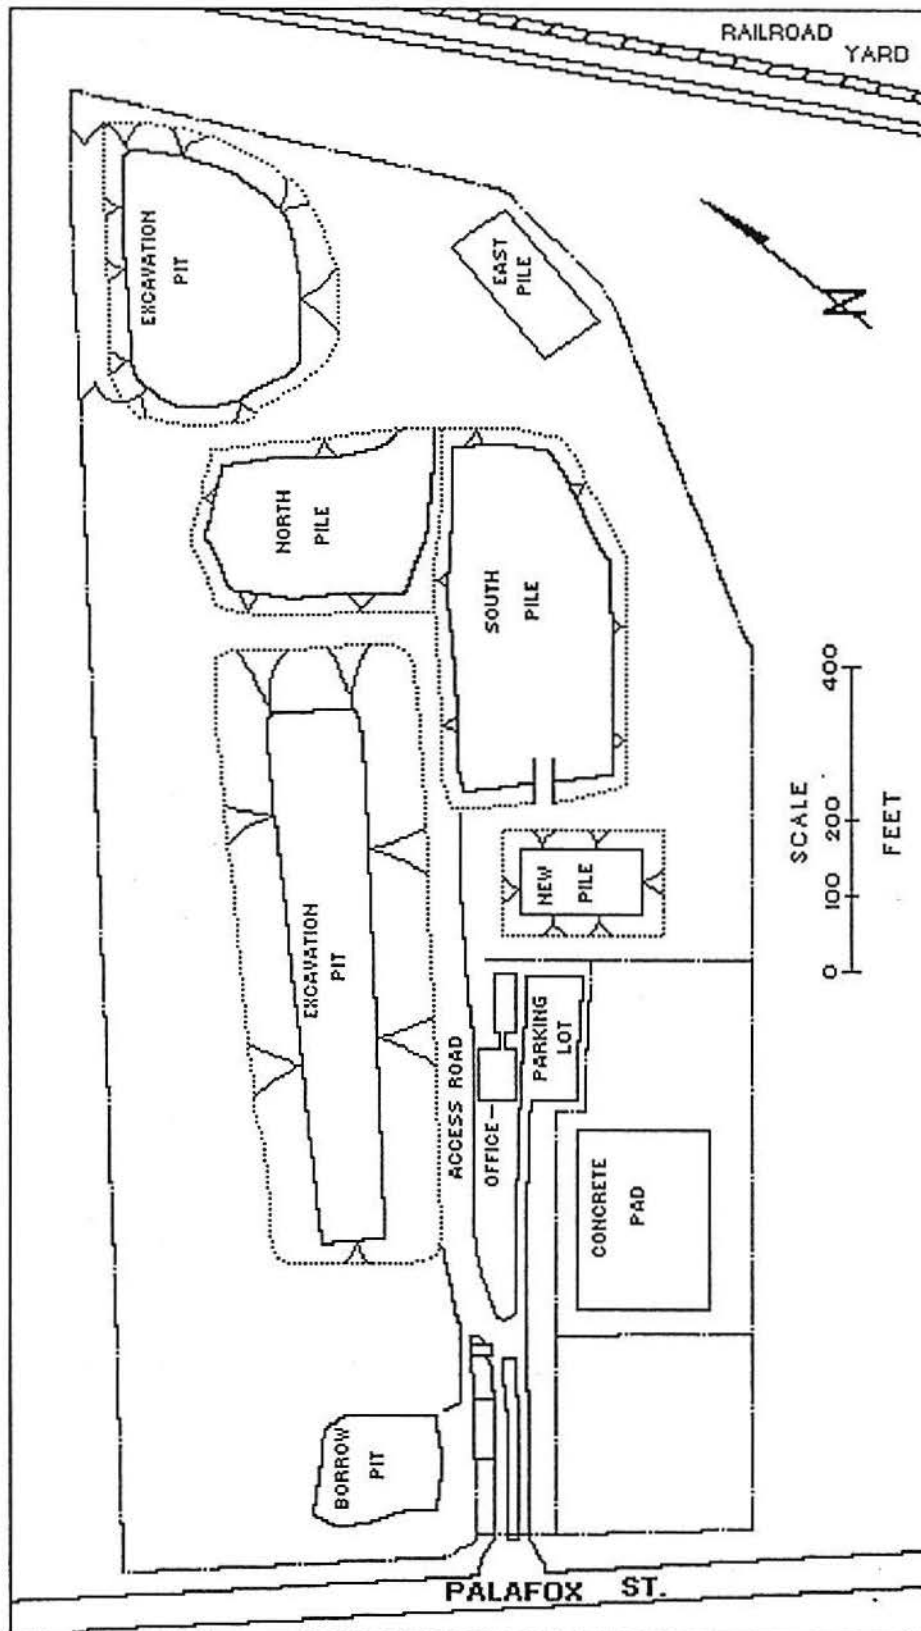 RAILROAD
YARD
EXCAVATION
PIT
EAST
PILE
N
NORTH
PILE
SOUTH
PILE
SCALE
FEET
0 100 200 400
NEW
PILE
EXCAVATION
PIT
ACCESS ROAD
OFFICE
PARKING
LOT
CONCRETE
PAD
BORROW
PIT
PALAFOX ST.